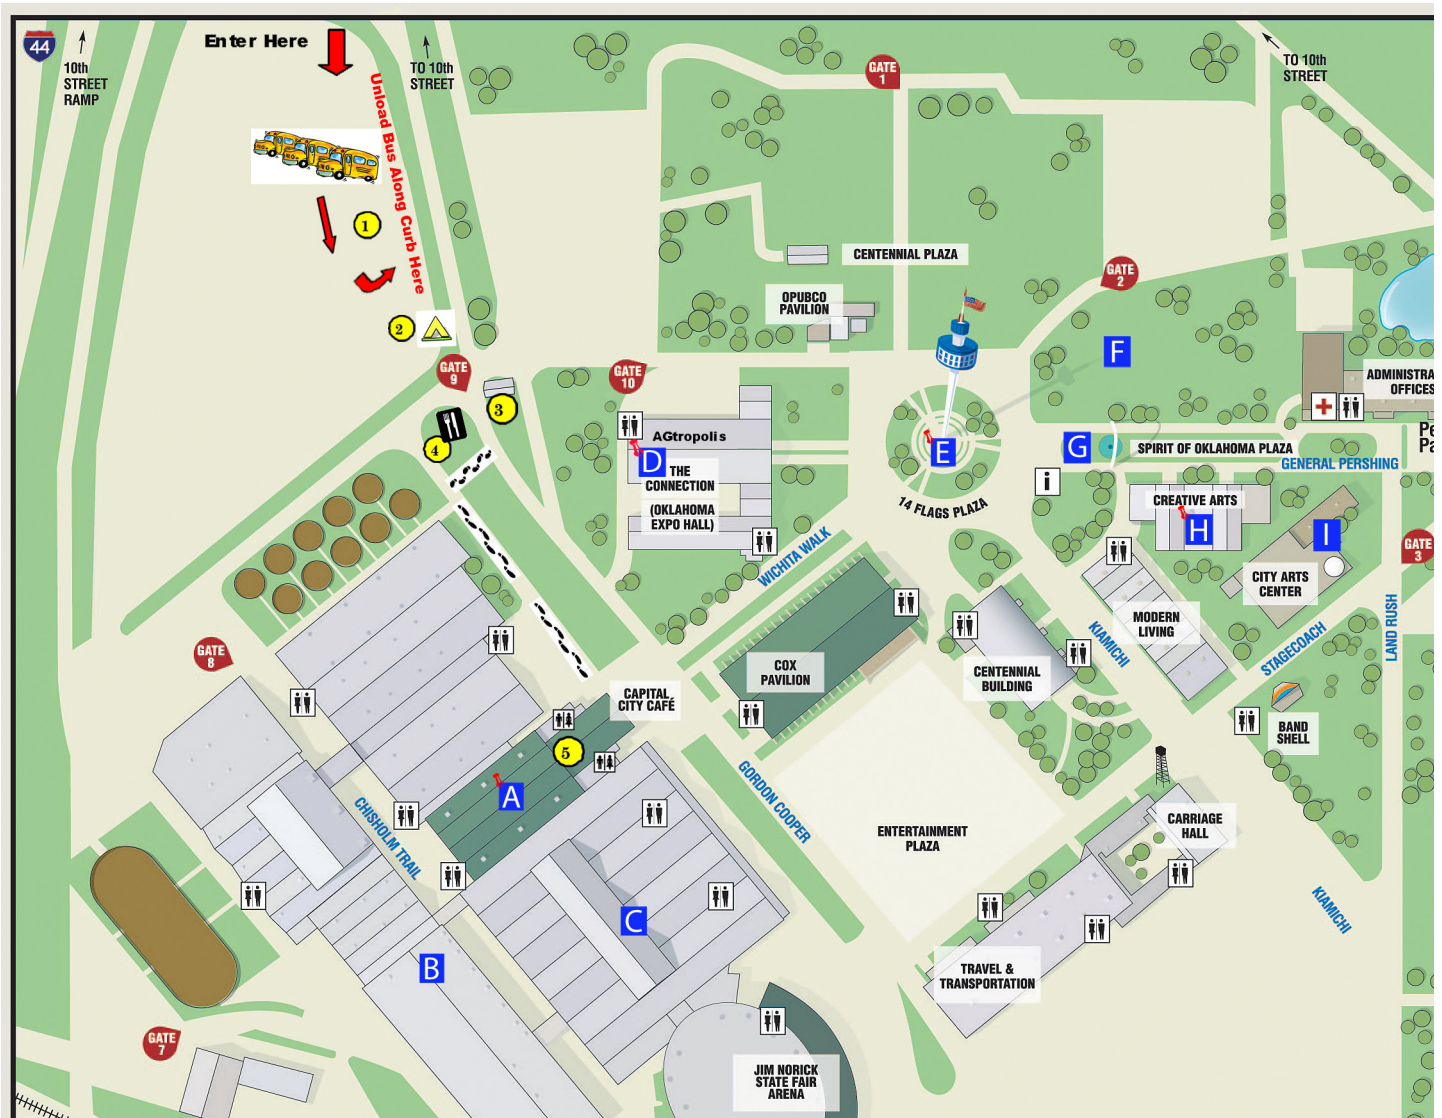 44
10th
STREET
RAMP
Enter Here
TO 10th
STREET
Unload Bus Along Curb Here
GATE
1
TO 10th
STREET
1
CENTENNIAL PLAZA
GATE
2
OPUBCO
PAVILION
2
F
GATE
9
GATE
10
3
ADMINISTRA
OFFICES
4
AGtropolis
D
THE
CONNECTION
(OKLAHOMA
EXPO HALL)
E
14 FLAGS PLAZA
G
SPIRIT OF OKLAHOMA PLAZA
GENERAL PERSHING
Pe
Pa
i
CREATIVE ARTS
H
I
GATE
3
WICHITA WALK
CITY ARTS
CENTER
MODERN
LIVING
KIAMICHI
STAGECOACH
LAND RUSH
GATE
8
COX
PAVILION
CENTENNIAL
BUILDING
CAPITAL
CITY CAFÉ
BAND
SHELL
5
A
GORDON COOPER
CHISHOLM TRAIL
ENTERTAINMENT
PLAZA
CARRIAGE
HALL
C
KIAMICHI
B
TRAVEL &
TRANSPORTATION
GATE
7
JIM NORICK
STATE FAIR
ARENA